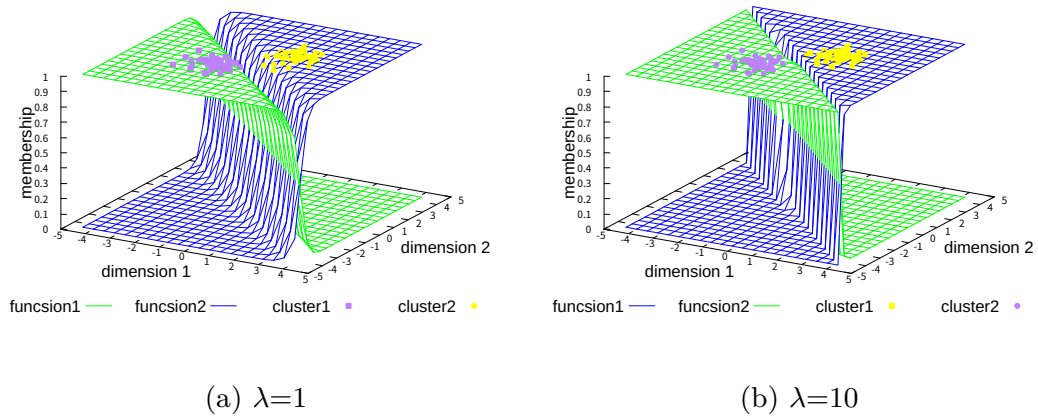 1
0.9
0.8
0.7
0.6
0.5
0.4
0.3
0.2
0.1
0
membership
-5 -4 -3 -2 -1 0 1 2 3 4 5
dimension 1
-5 -4 -3 -2 -1 0 1 2 3 4 5
dimension 2
funcsion1 funcsion2 cluster1 cluster2
(a) λ=1
1
0.9
0.8
0.7
0.6
0.5
0.4
0.3
0.2
0.1
0
membership
-5 -4 -3 -2 -1 0 1 2 3 4 5
dimension 1
-5 -4 -3 -2 -1 0 1 2 3 4 5
dimension 2
funcsion1 funcsion2 cluster1 cluster2
(b) λ=10